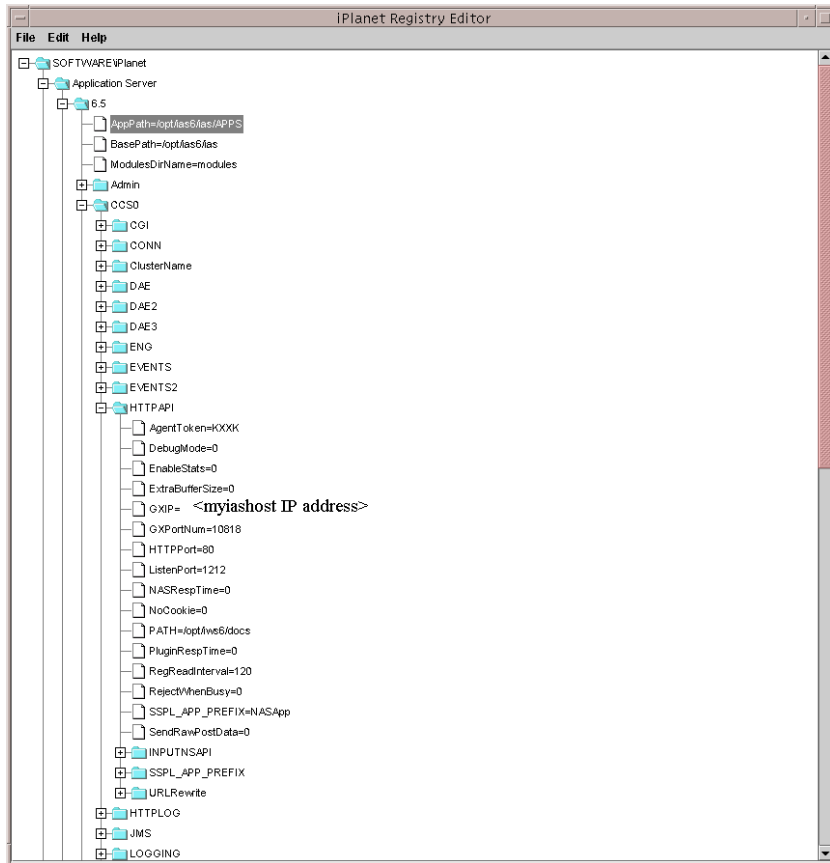 iPlanet Registry Editor
File Edit Help
SOFTWARE\iPlanet
Application Server
6.5
AppPath=/opt/ias6/ias/APPS
BasePath=/opt/ias6/ias
ModulesDirName=modules
Admin
CCS0
CGI
CONN
ClusterName
DAE
DAE2
DAE3
ENG
EVENTS
EVENTS2
HTTPAPI
AgentToken=KXXK
DebugMode=0
EnableStats=0
ExtraBufferSize=0
GXIP= <myiashost IP address>
GXPortNum=10818
HTTPPort=80
ListenPort=1212
NASRespTime=0
NoCookie=0
PATH=/opt/iws6/docs
PluginRespTime=0
RegReadInterval=120
RejectWhenBusy=0
SSPL_APP_PREFIX=NASApp
SendRawPostData=0
INPUTNSAPI
SSPL_APP_PREFIX
URLRewrite
HTTPLOG
JMS
LOGGING